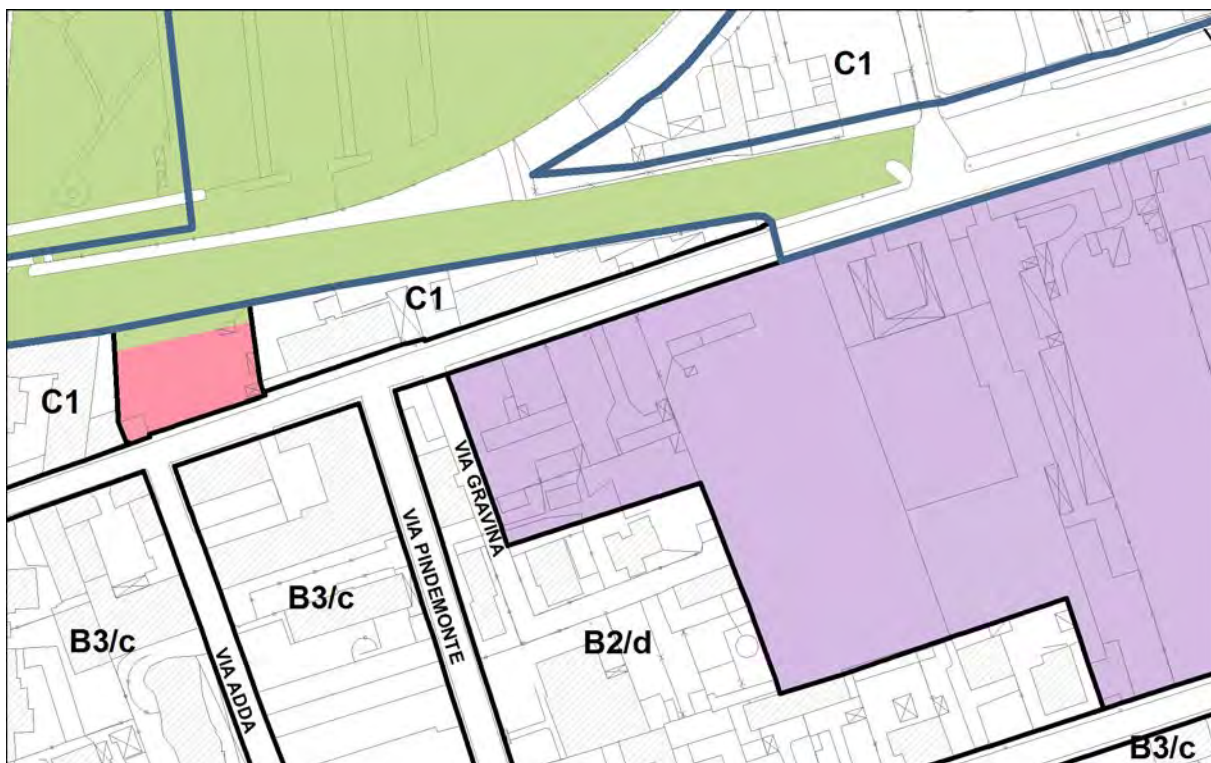 C1
C1
C1
VIA GRAVINA
VIA PINDEMONTE
B3/c
B3/c
B2/d
VIA ADDA
B3/c